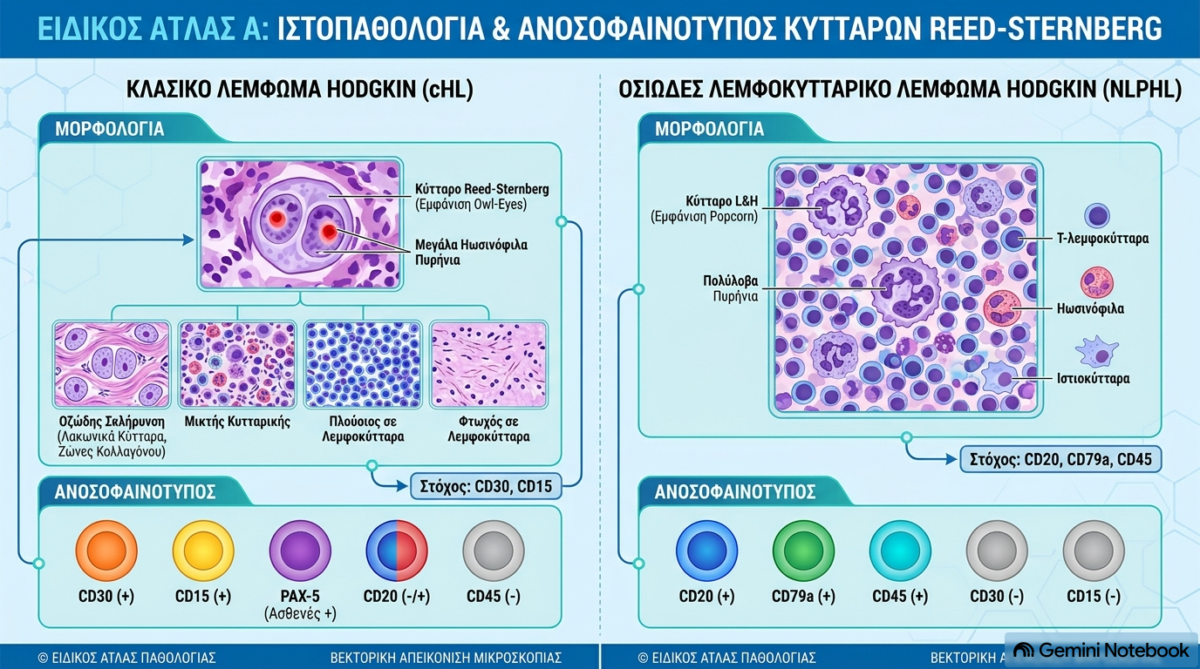 ΕΙΔΙΚΟΣ ΑΤΛΑΣ Α: ΙΣΤΟΠΑΘΟΛΟΓΙΑ & ΑΝΟΣΟΦΑΙΝΟΤΥΠΟΣ ΚΥΤΤΑΡΩΝ REED-STERNBERG
ΚΛΑΣΙΚΟ ΛΕΜΦΩΜΑ HODGKIN (cHL)
ΜΟΡΦΟΛΟΓΙΑ
Κύτταρο Reed-Sternberg
(Εμφάνιση Owl-Eyes)
Μεγάλα Ηωσινόφιλα
Πυρήνια
Οζώδης Σκλήρυνση
(Λακωνικά Κύτταρα,
Ζώνες Κολλαγόνου)
Μικτής Κυτταρικής
Πλούοιος σε
Λεμφοκύτταρα
Φτωχός σε
Λεμφοκύτταρα
Στόχος: CD30, CD15
ΑΝΟΣΟΦΑΙΝΟΤΥΠΟΣ
CD30 (+)
CD15 (+)
PAX-5
(Ασθενές +)
CD20 (-/+)
CD45 (-)
© ΕΙΔΙΚΟΣ ΑΤΛΑΣ ΠΑΘΟΛΟΓΙΑΣ
ΒΕΚΤΟΡΙΚΗ ΑΠΕΙΚΟΝΙΣΗ ΜΙΚΡΟΣΚΟΠΙΑΣ
ΟΣΙΩΔΕΣ ΛΕΜΦΟΚΥΤΤΑΡΙΚΟ ΛΕΜΦΩΜΑ HODGKIN (NLPHL)
ΜΟΡΦΟΛΟΓΙΑ
Κύτταρο L&H
(Εμφάνιση Popcorn)
Πολύλοβα
Πυρήνια
Τ-λεμφοκύτταρα
Ηωσινόφιλα
Ιστιοκύτταρα
Στόχος: CD20, CD79a, CD45
ΑΝΟΣΟΦΑΙΝΟΤΥΠΟΣ
CD20 (+)
CD79a (+)
CD45 (+)
CD30 (-)
CD15 (-)
© ΕΙΔΙΚΟΣ ΑΤΛΑΣ ΠΑΘΟΛΟΓΙΑΣ
Gemini Notebook